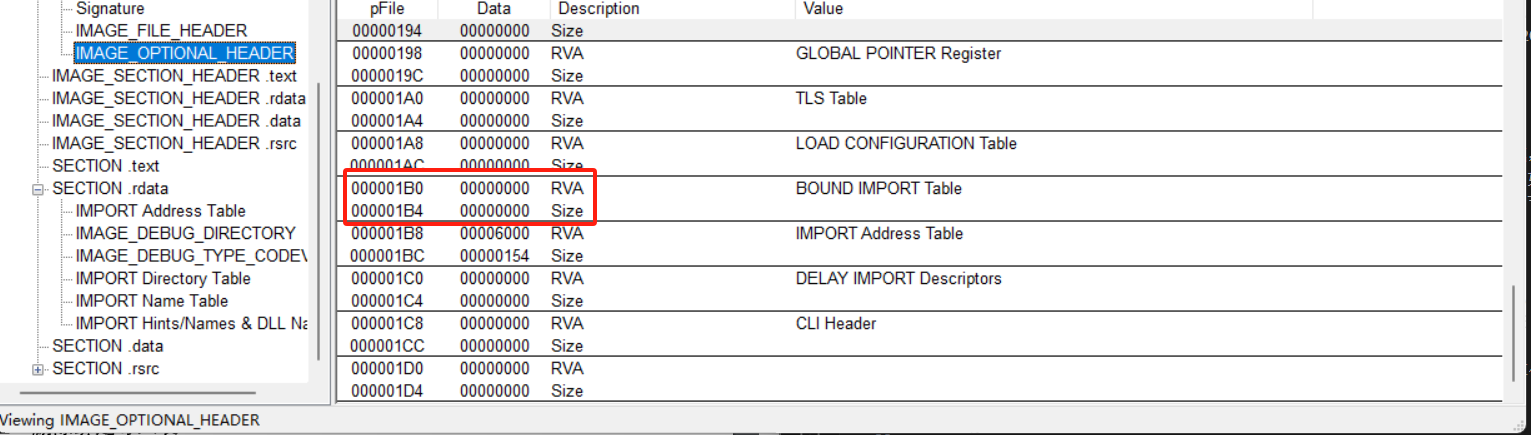 Signature
IMAGE_FILE_HEADER
IMAGE_OPTIONAL_HEADER
IMAGE_SECTION_HEADER .text
IMAGE_SECTION_HEADER .rdata
IMAGE_SECTION_HEADER .data
IMAGE_SECTION_HEADER .rsrc
SECTION .text
SECTION .rdata
IMPORT Address Table
IMAGE_DEBUG_DIRECTORY
IMAGE_DEBUG_TYPE_CODEV
IMPORT Directory Table
IMPORT Name Table
IMPORT Hints/Names & DLL Na
SECTION .data
SECTION .rsrc
pFile Data Description Value
00000194 00000000 Size
00000198 00000000 RVA GLOBAL POINTER Register
0000019C 00000000 Size
000001A0 00000000 RVA TLS Table
000001A4 00000000 Size
000001A8 00000000 RVA LOAD CONFIGURATION Table
000001AC 00000000 Size
000001B0 00000000 RVA BOUND IMPORT Table
000001B4 00000000 Size
000001B8 00006000 RVA IMPORT Address Table
000001BC 00000154 Size
000001C0 00000000 RVA DELAY IMPORT Descriptors
000001C4 00000000 Size
000001C8 00000000 RVA CLI Header
000001CC 00000000 Size
000001D0 00000000 RVA
000001D4 00000000 Size
Viewing IMAGE_OPTIONAL_HEADER